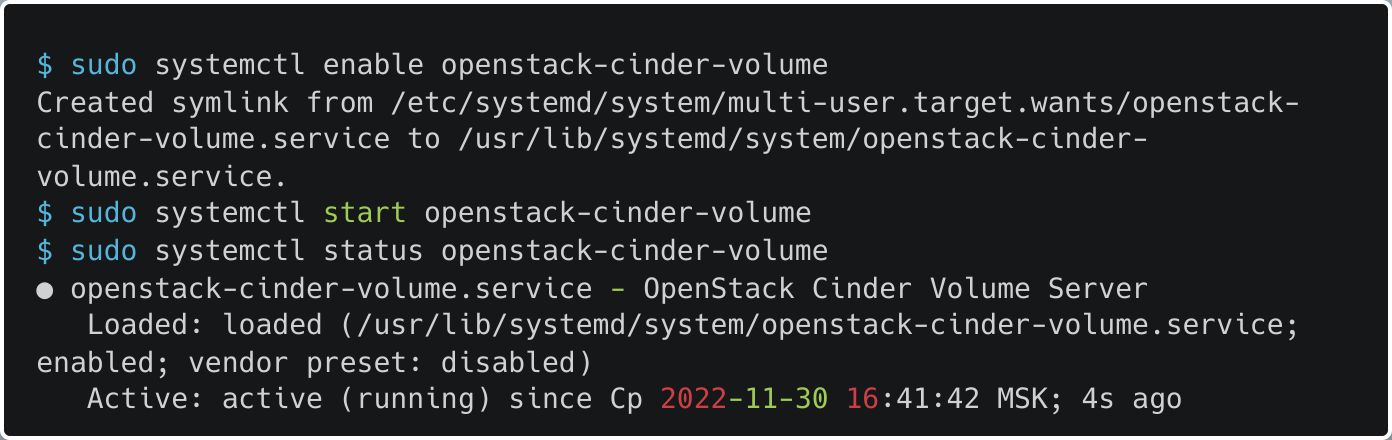 $ sudo systemctl enable openstack-cinder-volume
Created symlink from /etc/systemd/system/multi-user.target.wants/openstack-
cinder-volume.service to /usr/lib/systemd/system/openstack-cinder-
volume.service.
$ sudo systemctl start openstack-cinder-volume
$ sudo systemctl status openstack-cinder-volume
● openstack-cinder-volume.service - OpenStack Cinder Volume Server
   Loaded: loaded (/usr/lib/systemd/system/openstack-cinder-volume.service;
enabled; vendor preset: disabled)
   Active: active (running) since Ср 2022-11-30 16:41:42 MSK; 4s ago